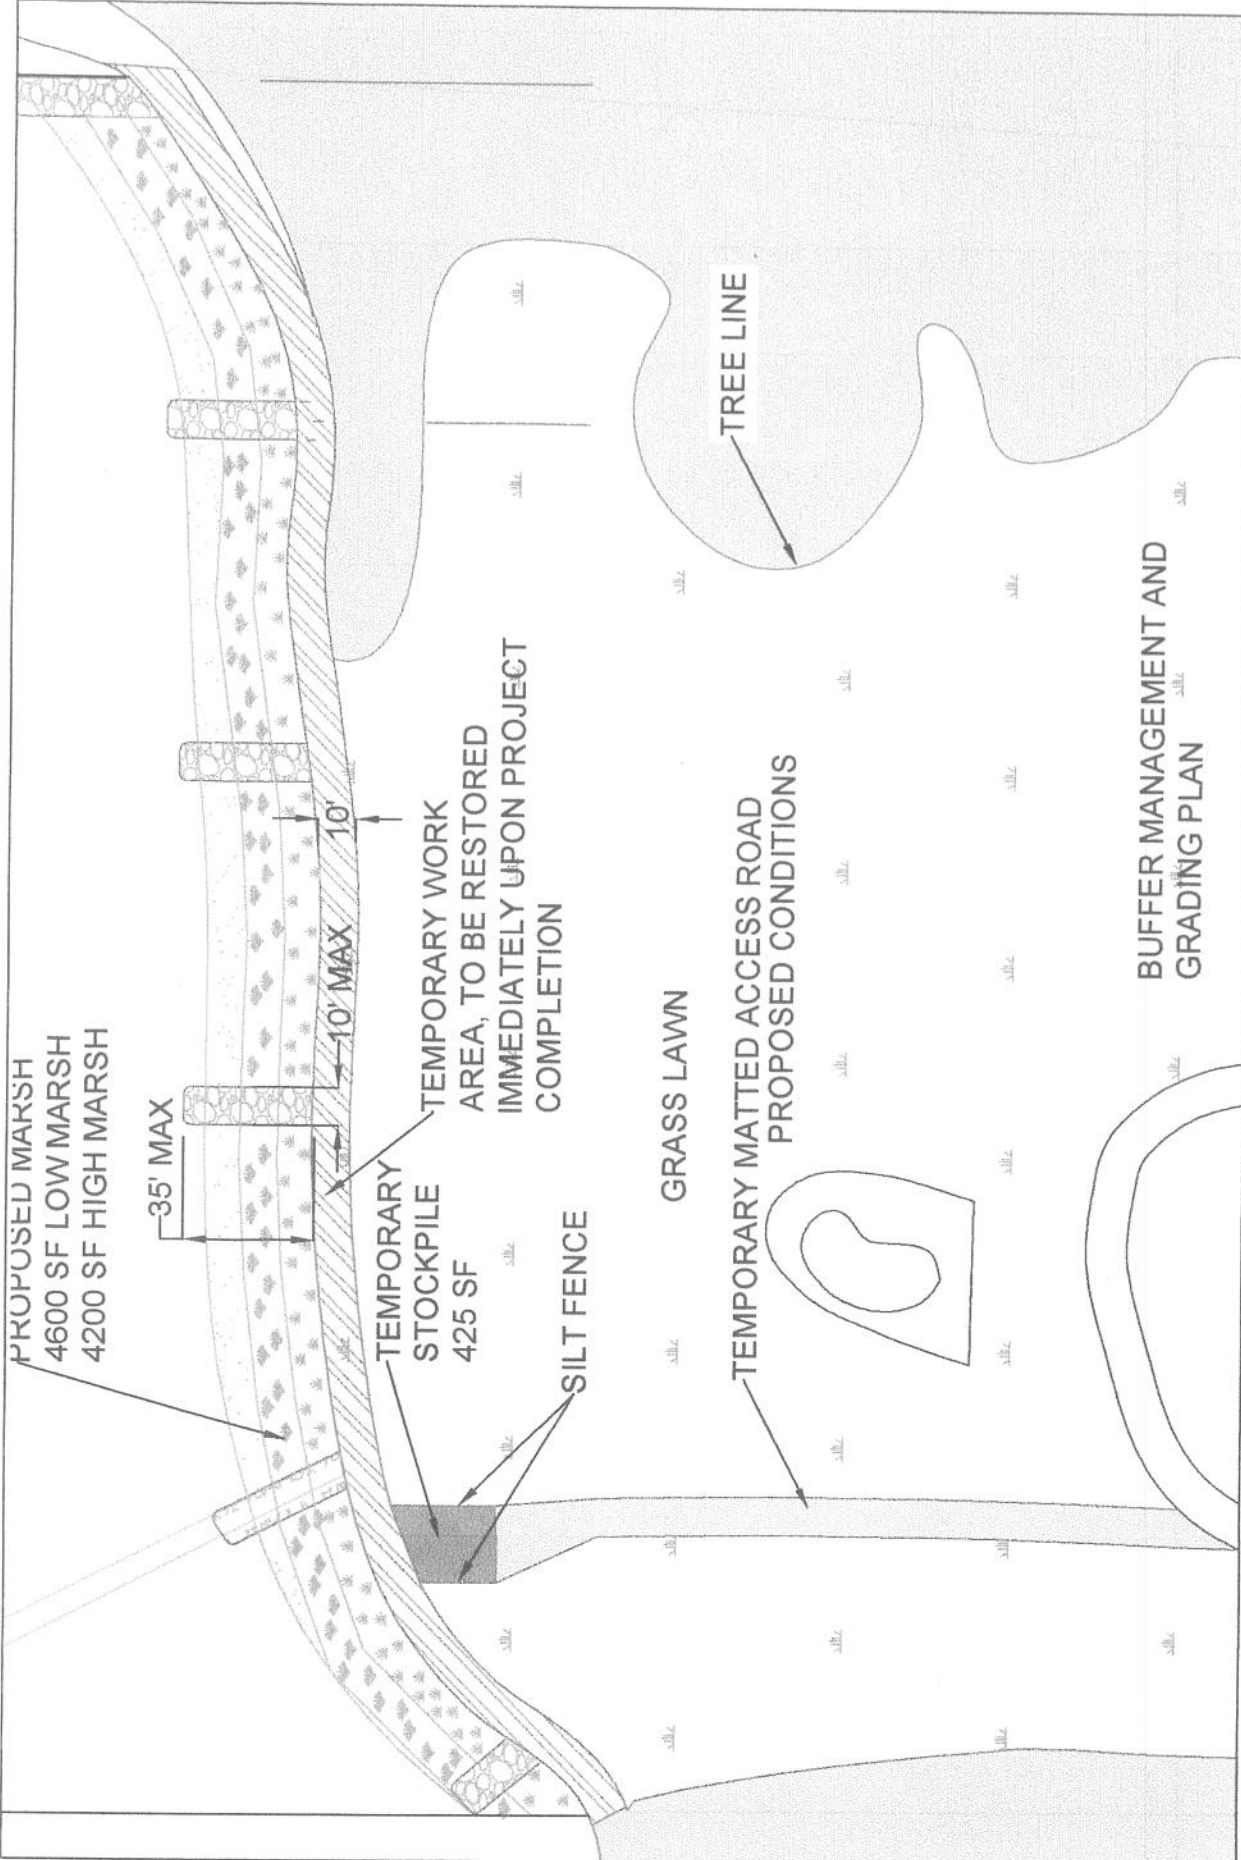 PROPOSED MARSH
4600 SF LOW MARSH
4200 SF HIGH MARSH
35' MAX
10' MAX
10'
TEMPORARY WORK
AREA, TO BE RESTORED
IMMEDIATELY UPON PROJECT
COMPLETION
TEMPORARY
STOCKPILE
425 SF
SILT FENCE
GRASS LAWN
TREE LINE
TEMPORARY MATTED ACCESS ROAD
PROPOSED CONDITIONS
BUFFER MANAGEMENT AND
GRADING PLAN